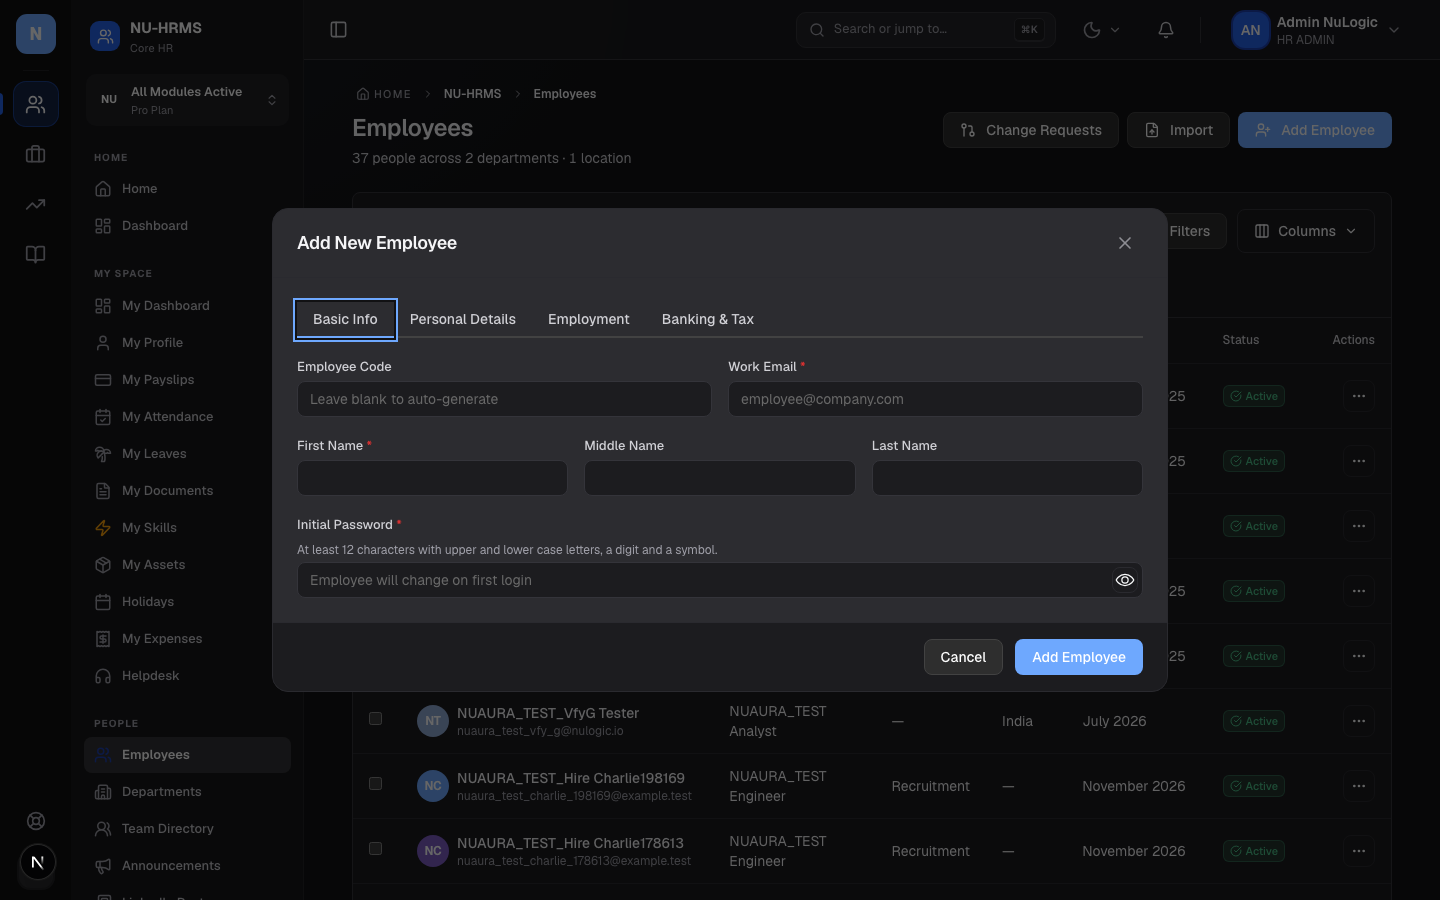 N
NU-HRMS
Core HR
NU
All Modules Active
Pro Plan
HOME
Home
Dashboard
MY SPACE
My Dashboard
My Profile
My Payslips
My Attendance
My Leaves
My Documents
My Skills
My Assets
Holidays
My Expenses
Helpdesk
PEOPLE
Employees
Departments
Team Directory
Announcements
N
Search or jump to...
⌘K
AN
Admin NuLogic
HR ADMIN
HOME > NU-HRMS > Employees
Employees
37 people across 2 departments · 1 location
Change Requests
Import
Add Employee
Filters
Columns
Status
Actions
25
Active
25
Active
Active
25
Active
25
Active
Add New Employee
Basic Info
Personal Details
Employment
Banking & Tax
Employee Code
Work Email *
Leave blank to auto-generate
employee@company.com
First Name *
Middle Name
Last Name
Initial Password *
At least 12 characters with upper and lower case letters, a digit and a symbol.
Employee will change on first login
Cancel
Add Employee
NT
NUAURA_TEST_VfyG Tester
nuaura_test_vfy_g@nulogic.io
NUAURA_TEST
Analyst
—
India
July 2026
Active
NC
NUAURA_TEST_Hire Charlie198169
nuaura_test_charlie_198169@example.test
NUAURA_TEST
Engineer
Recruitment
—
November 2026
Active
NC
NUAURA_TEST_Hire Charlie178613
nuaura_test_charlie_178613@example.test
NUAURA_TEST
Engineer
Recruitment
—
November 2026
Active